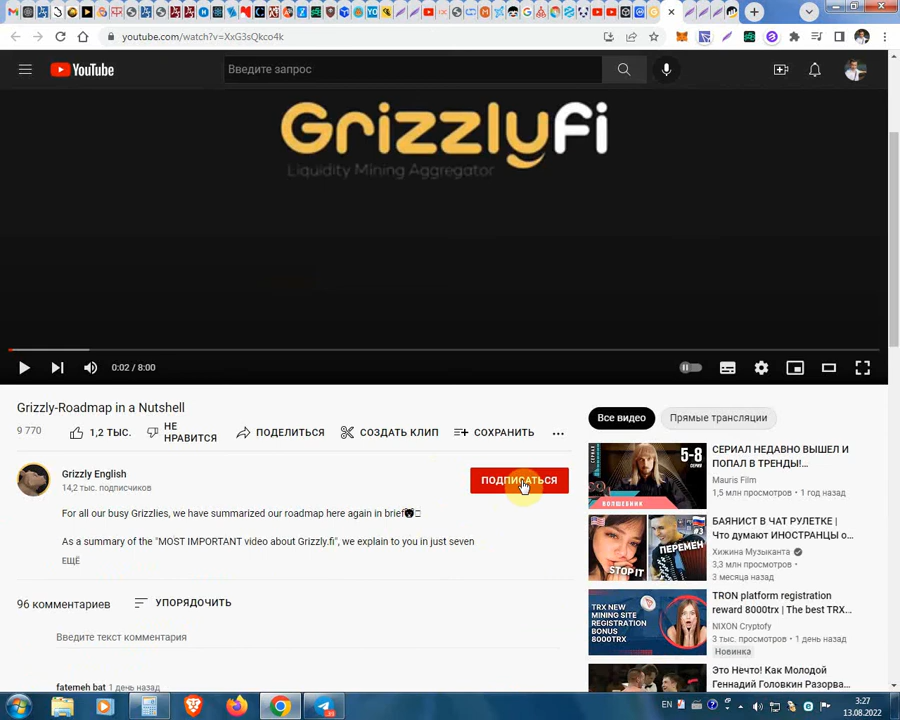 youtube.com/watch?v=XxG3sQkco4k
YouTube
Введите запрос
GrizzlyFi
Liquidity Mining Aggregator
0:02 / 8:00
Grizzly-Roadmap in a Nutshell
9 770
1,2 ТЫС.
НЕ НРАВИТСЯ
ПОДЕЛИТЬСЯ
СОЗДАТЬ КЛИП
СОХРАНИТЬ
Grizzly English
14,2 тыс. подписчиков
ПОДПИСАТЬСЯ
For all our busy Grizzlies, we have summarized our roadmap here again in brief
As a summary of the "MOST IMPORTANT video about Grizzly.fi", we explain to you in just seven
ЕЩЁ
96 комментариев
УПОРЯДОЧИТЬ
Введите текст комментария
fatemeh bat 1 день назад
Все видео
Прямые трансляции
5-8
СЕРИЯ
ВОЛШЕБНИК
СЕРИАЛ НЕДАВНО ВЫШЕЛ И
ПОПАЛ В ТРЕНДЫ!...
Mauris Film
1,5 млн просмотров • 1 год назад
STOP IT
ПЕРЕМЕН
БАЯНИСТ В ЧАТ РУЛЕТКЕ |
Что думают ИНОСТРАНЦЫ о...
Хижина Музыканта
3,3 млн просмотров •
3 месяца назад
TRX NEW
MINING SITE
REGISTRATION
BONUS
8000TRX
TRON platform registration
reward 8000trx | The best TRX...
NIXON Cryptofy
3 тыс. просмотров • 1 день назад
Новинка
Это Нечто! Как Молодой
Геннадий Головкин Разорва...
EN
3:27
13.08.2022